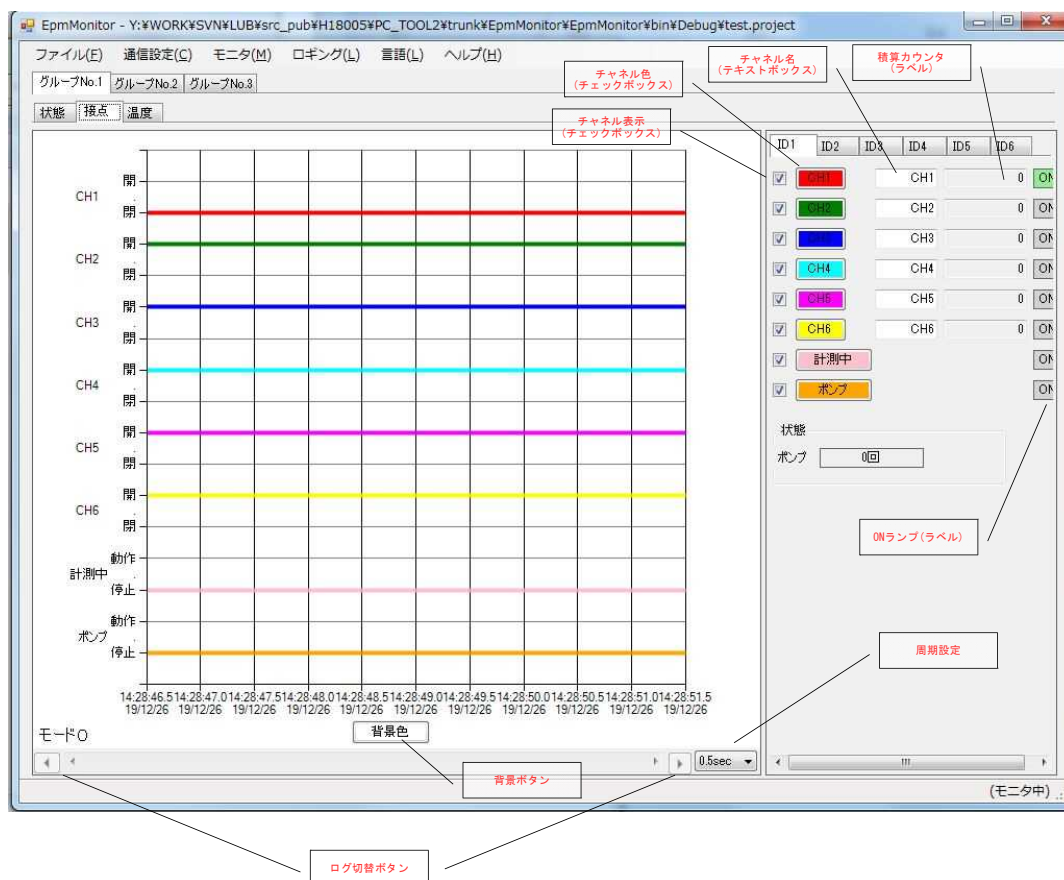 EpmMonitor - Y:¥WORK¥SVN¥LUB¥src_pub¥H18005¥PC_TOOL2¥trunk¥EpmMonitor¥EpmMonitor¥bin¥Debug¥test.project
ファイル(F) 通信設定(C) モニタ(M) ロギング(L) 言語(L) ヘルプ(H)
グループNo.1 グループNo.2 グループNo.3
状態 接点 温度
チャネル色
(チェックボックス)
チャネル名
(テキストボックス)
積算カウンタ
(ラベル)
チャネル表示
(チェックボックス)
ID1 ID2 ID3 ID4 ID5 ID6
CH1 CH1 0 ON
CH2 CH2 0 ON
CH3 0 ON
CH4 CH4 0 ON
CH5 CH5 0 ON
CH6 CH6 0 ON
計測中 ON
ポンプ ON
状態
ポンプ 0回
ONランプ(ラベル)
周期設定
開
CH1
閉
開
CH2
閉
開
CH3
閉
開
CH4
閉
開
CH5
閉
開
CH6
閉
動作
計測中
停止
動作
ポンプ
停止
14:28:46.5 14:28:47.0 14:28:47.5 14:28:48.0 14:28:48.5 14:28:49.0 14:28:49.5 14:28:50.0 14:28:50.5 14:28:51.0 14:28:51.5
19/12/26 19/12/26 19/12/26 19/12/26 19/12/26 19/12/26 19/12/26 19/12/26 19/12/26 19/12/26 19/12/26
モード0
背景色
0.5sec
背景ボタン
(モニタ中)
ログ切替ボタン